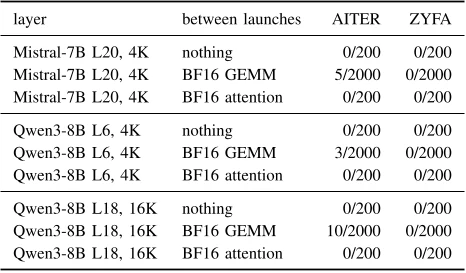 layer between launches AITER ZYFA
Mistral-7B L20, 4K nothing 0/200 0/200
Mistral-7B L20, 4K BF16 GEMM 5/2000 0/2000
Mistral-7B L20, 4K BF16 attention 0/200 0/200
Qwen3-8B L6, 4K nothing 0/200 0/200
Qwen3-8B L6, 4K BF16 GEMM 3/2000 0/2000
Qwen3-8B L6, 4K BF16 attention 0/200 0/200
Qwen3-8B L18, 16K nothing 0/200 0/200
Qwen3-8B L18, 16K BF16 GEMM 10/2000 0/2000
Qwen3-8B L18, 16K BF16 attention 0/200 0/200